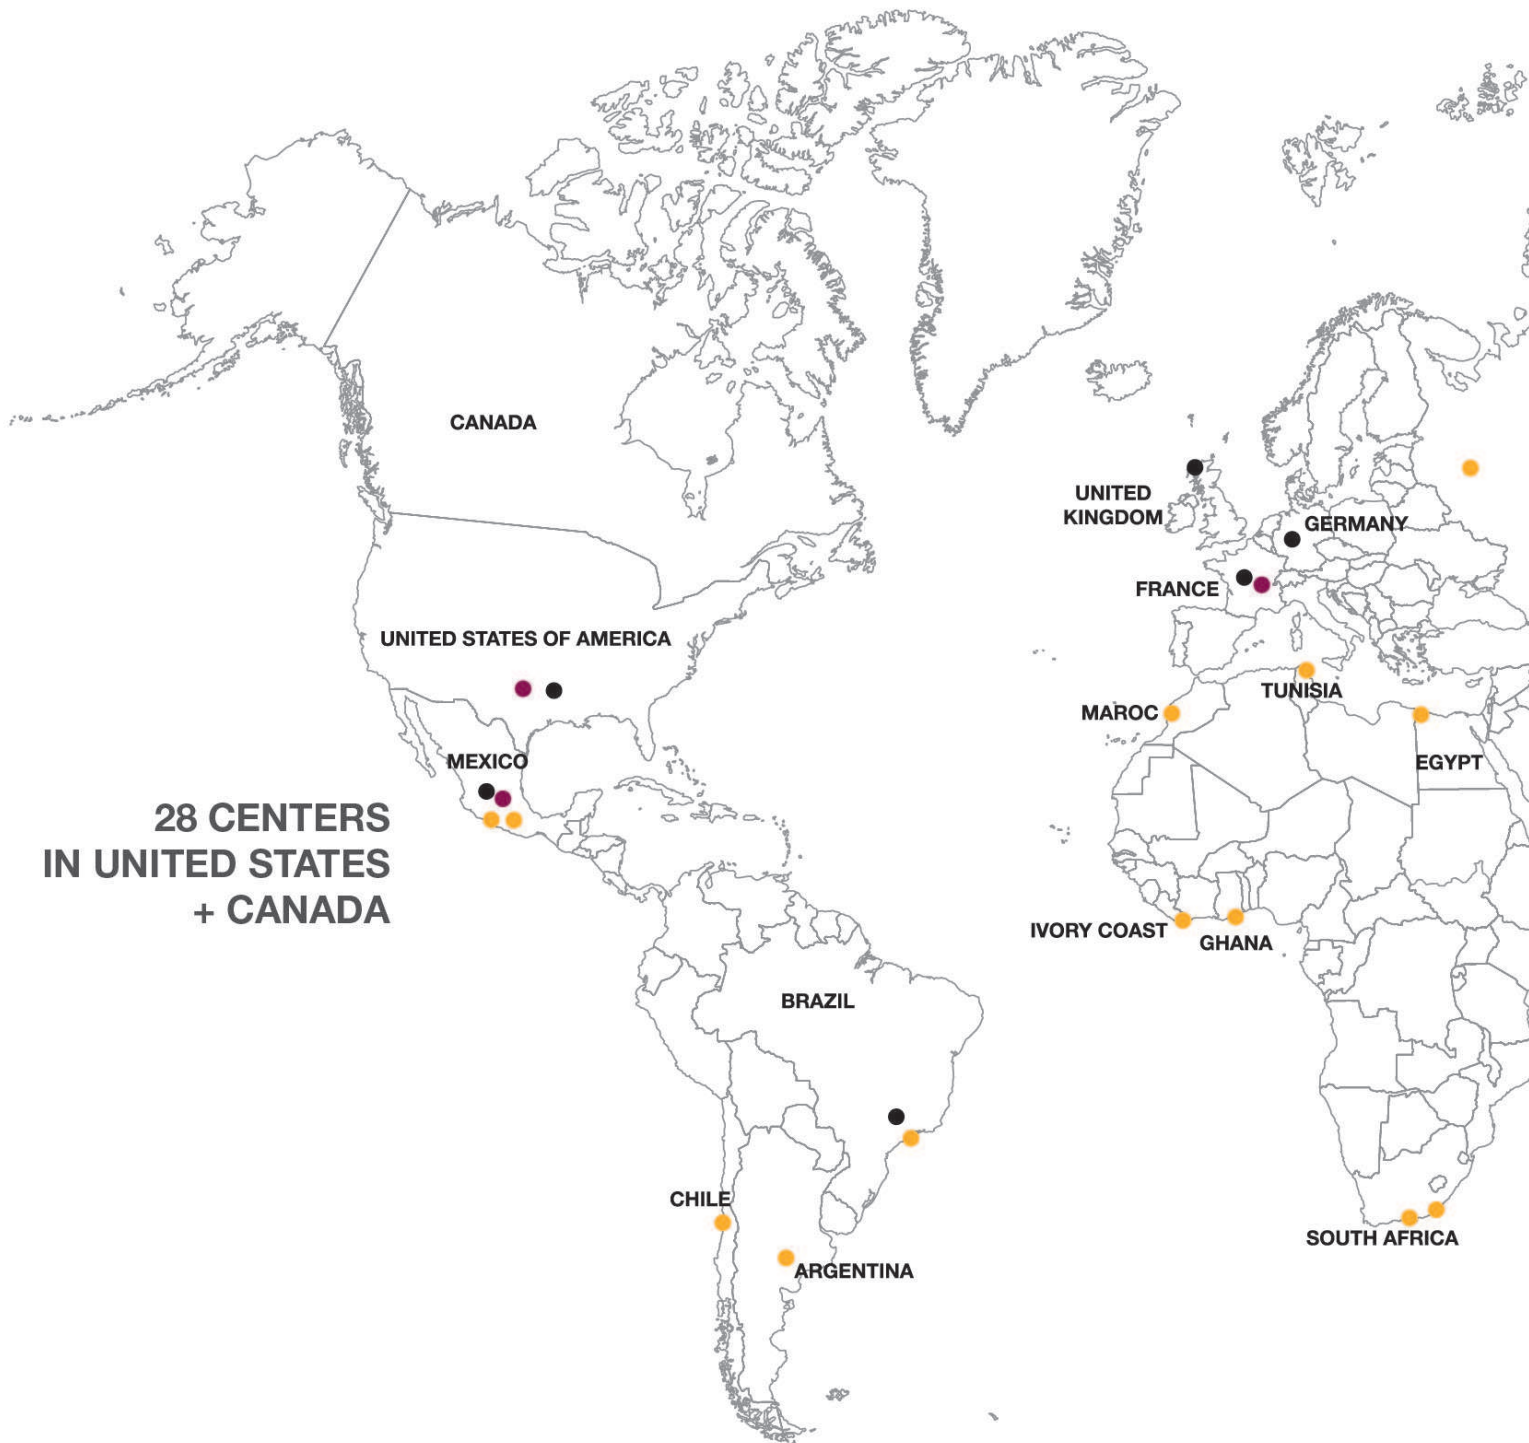 CANADA
UNITED
KINGDOM
GERMANY
FRANCE
UNITED STATES OF AMERICA
TUNISIA
MAROC
MEXICO
EGYPT
28 CENTERS
IN UNITED STATES
+ CANADA
IVORY COAST
GHANA
BRAZIL
CHILE
SOUTH AFRICA
ARGENTINA